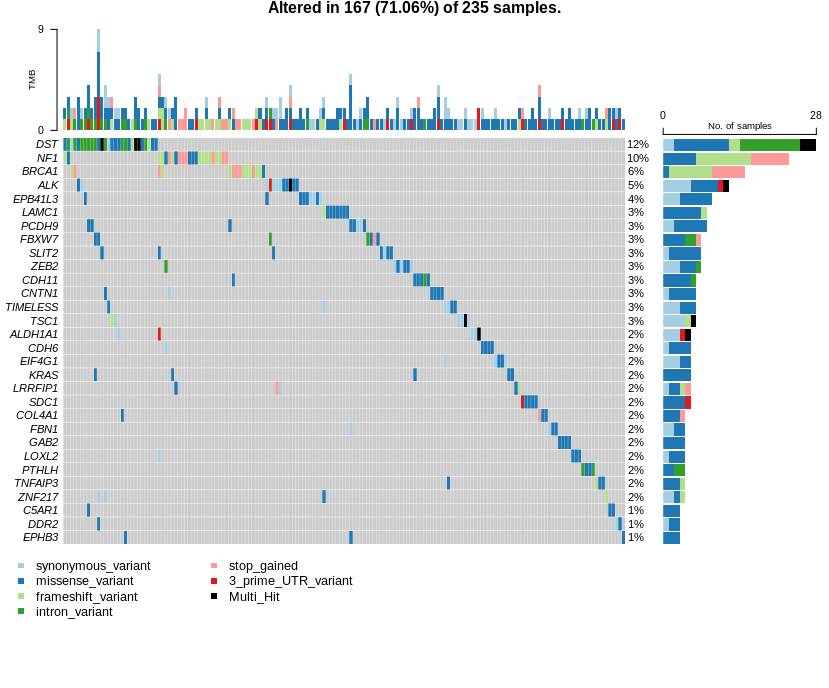 Altered in 167 (71.06%) of 235 samples.
9
TMB
0
0 28
No. of samples
DST 12%
NF1 10%
BRCA1 6%
ALK 5%
EPB41L3 4%
LAMC1 3%
PCDH9 3%
FBXW7 3%
SLIT2 3%
ZEB2 3%
CDH11 3%
CNTN1 3%
TIMELESS 3%
TSC1 3%
ALDH1A1 2%
CDH6 2%
EIF4G1 2%
KRAS 2%
LRRFIP1 2%
SDC1 2%
COL4A1 2%
FBN1 2%
GAB2 2%
LOXL2 2%
PTHLH 2%
TNFAIP3 2%
ZNF217 2%
C5AR1 1%
DDR2 1%
EPHB3 1%
synonymous_variant stop_gained
missense_variant 3_prime_UTR_variant
frameshift_variant Multi_Hit
intron_variant